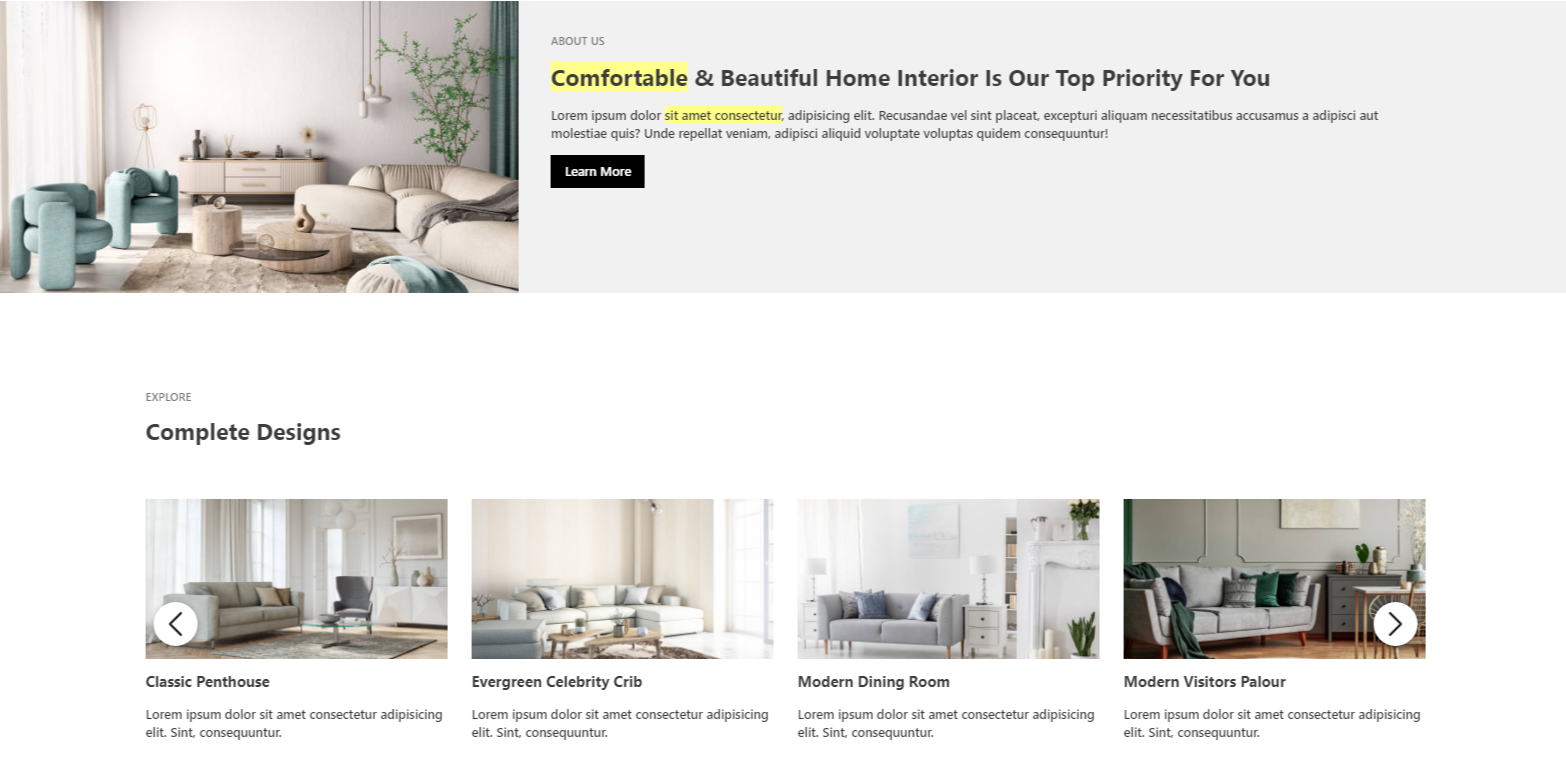 ABOUT US
Comfortable & Beautiful Home Interior Is Our Top Priority For You
Lorem ipsum dolor sit amet consectetur, adipisicing elit. Recusandae vel sint placeat, excepturi aliquam necessitatibus accusamus a adipisci aut
molestiae quis? Unde repellat veniam, adipisci aliquid voluptate voluptas quidem consequuntur!
Learn More
EXPLORE
Complete Designs
Classic Penthouse
Lorem ipsum dolor sit amet consectetur adipisicing
elit. Sint, consequuntur.
Evergreen Celebrity Crib
Lorem ipsum dolor sit amet consectetur adipisicing
elit. Sint, consequuntur.
Modern Dining Room
Lorem ipsum dolor sit amet consectetur adipisicing
elit. Sint, consequuntur.
Modern Visitors Palour
Lorem ipsum dolor sit amet consectetur adipisicing
elit. Sint, consequuntur.